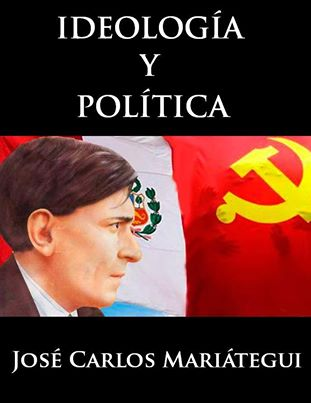 IDEOLOGÍA
Y
POLÍTICA
JOSÉ CARLOS MARIÁTEGUI